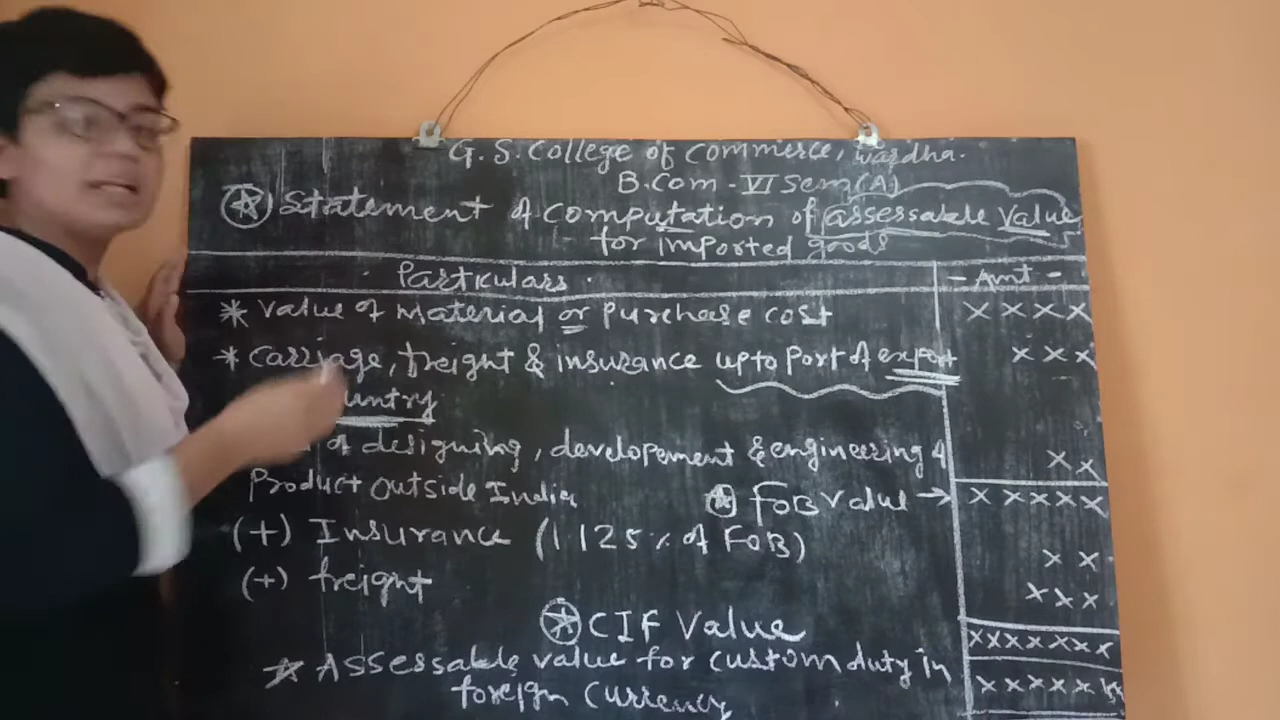 G.S. College of Commerce, Wardha.
B.Com - VI Sem (A)
Statement of computation of assessable value
for imported goods
Particulars
- Amt -
* Value of Material or Purchase cost
XXXX
* Carriage, freight & insurance upto Port of export
XXX
untry
of designing, developement & engineering &
XX
Product outside India
FOB Value →
XXXXX
(+) Insurance (1.125% of FOB)
XX
(+) freight
XXX
CIF Value
XXXXXXX
Assessable value for custom duty in
foreign currency